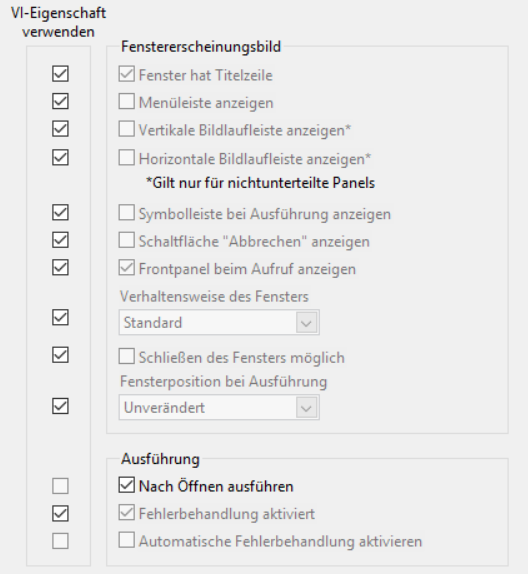 VI-Eigenschaft
verwenden
Fenstererscheinungsbild
Fenster hat Titelzeile
Menüleiste anzeigen
Vertikale Bildlaufleiste anzeigen*
Horizontale Bildlaufleiste anzeigen*
*Gilt nur für nichtunterteilte Panels
Symbolleiste bei Ausführung anzeigen
Schaltfläche "Abbrechen" anzeigen
Frontpanel beim Aufruf anzeigen
Verhaltensweise des Fensters
Standard
Schließen des Fensters möglich
Fensterposition bei Ausführung
Unverändert
Ausführung
Nach Öffnen ausführen
Fehlerbehandlung aktiviert
Automatische Fehlerbehandlung aktivieren